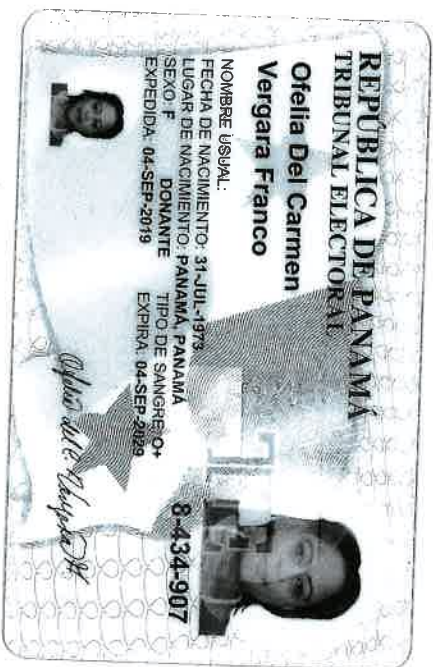 REPÚBLICA DE PANAMÁ
TRIBUNAL ELECTORAL
Ofelia Del Carmen
Vergara Franco
NOMBRE USUAL:
FECHA DE NACIMIENTO: 31-JUL-1973
LUGAR DE NACIMIENTO: PANAMÁ, PANAMÁ
SEXO: F DONANTE TIPO DE SANGRE: O+
EXPEDIDA: 04-SEP-2019 EXPIRA: 04-SEP-2029
8-434-907